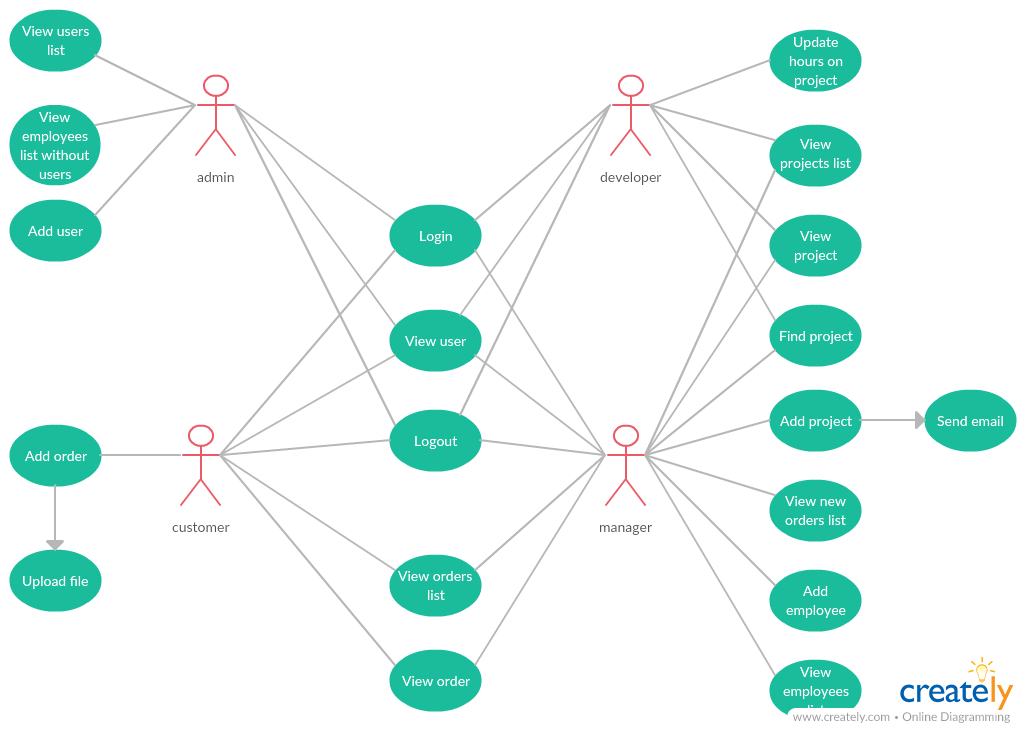 View users
list
View
employees
list without
users
Add user
admin
developer
Update
hours on
project
View
projects list
View
project
Find project
Login
View user
Logout
Add project
Send email
Add order
Upload file
customer
manager
View new
orders list
Add
employee
View orders
list
View order
View
employees
creately
www.creately.com • Online Diagramming